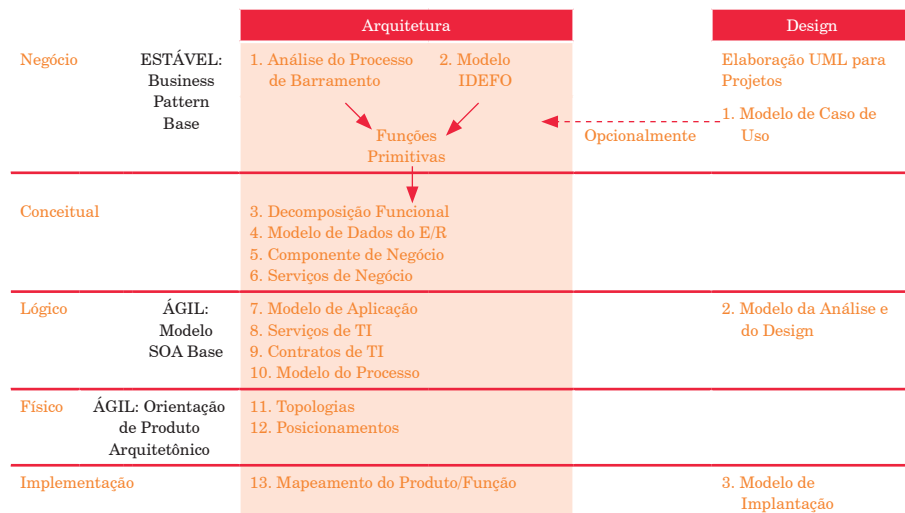 Arquitetura
Design
Negócio
ESTÁVEL:
Business
Pattern
Base
1. Análise do Processo
de Barramento
2. Modelo
IDEFO
Elaboração UML para
Projetos
1. Modelo de Caso de
Uso
Opcionalmente
Funções
Primitivas
Conceitual
3. Decomposição Funcional
4. Modelo de Dados do E/R
5. Componente de Negócio
6. Serviços de Negócio
Lógico
ÁGIL:
Modelo
SOA Base
7. Modelo de Aplicação
8. Serviços de TI
9. Contratos de TI
10. Modelo do Processo
2. Modelo da Análise e
do Design
Físico
ÁGIL: Orientação
de Produto
Arquitetônico
11. Topologias
12. Posicionamentos
Implementação
13. Mapeamento do Produto/Função
3. Modelo de
Implantação